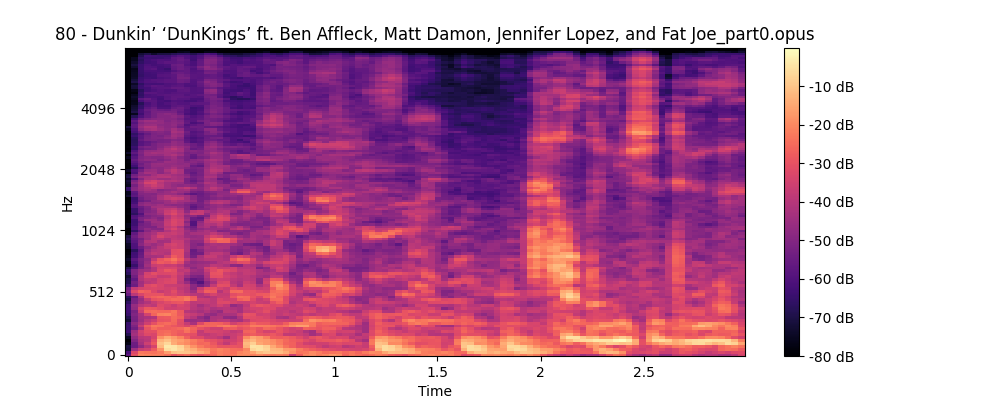 80 - Dunkin’ ‘DunKings’ ft. Ben Affleck, Matt Damon, Jennifer Lopez, and Fat Joe_part0.opus
Hz
4096
2048
1024
512
0
0
0.5
1
1.5
2
2.5
Time
-10 dB
-20 dB
-30 dB
-40 dB
-50 dB
-60 dB
-70 dB
-80 dB